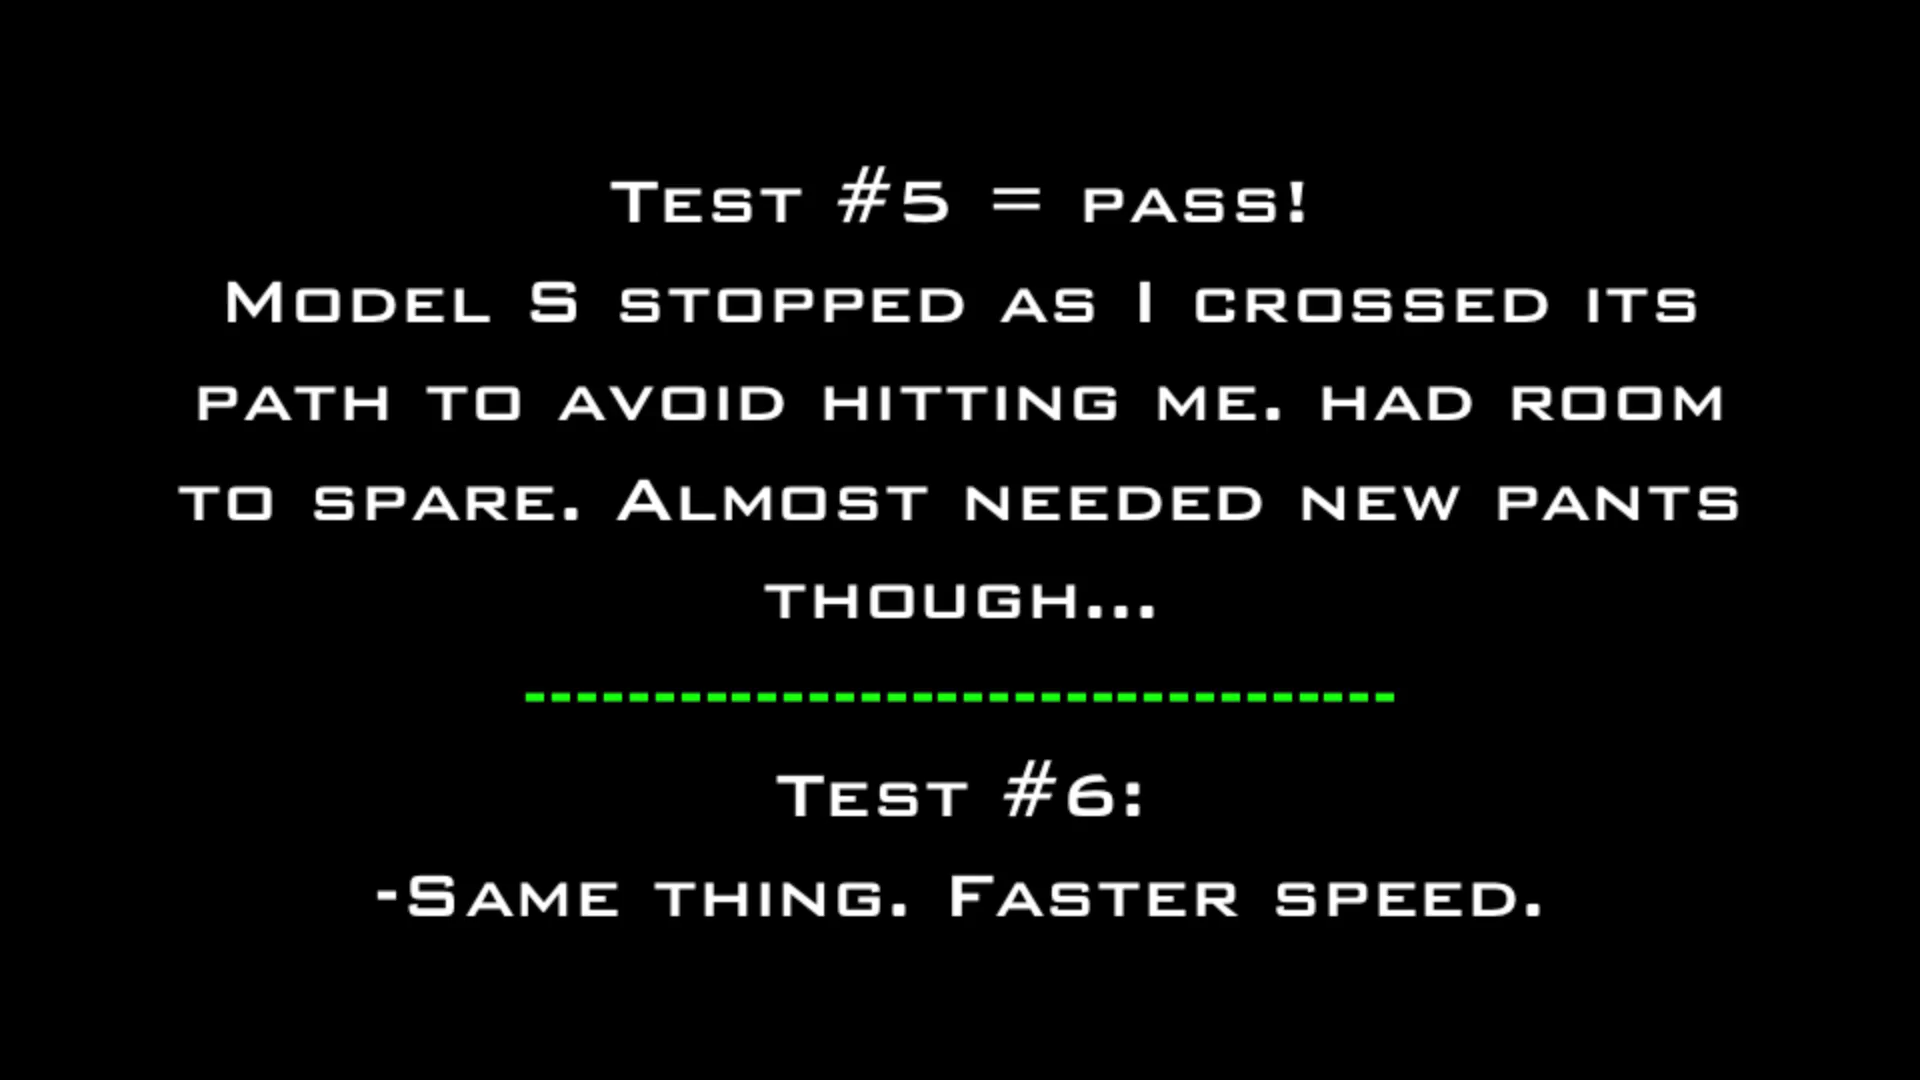 Test #5 = pass!
Model S stopped as I crossed its
path to avoid hitting me. had room
to spare. Almost needed new pants
though...
----------------------------------
Test #6:
-Same thing. Faster speed.